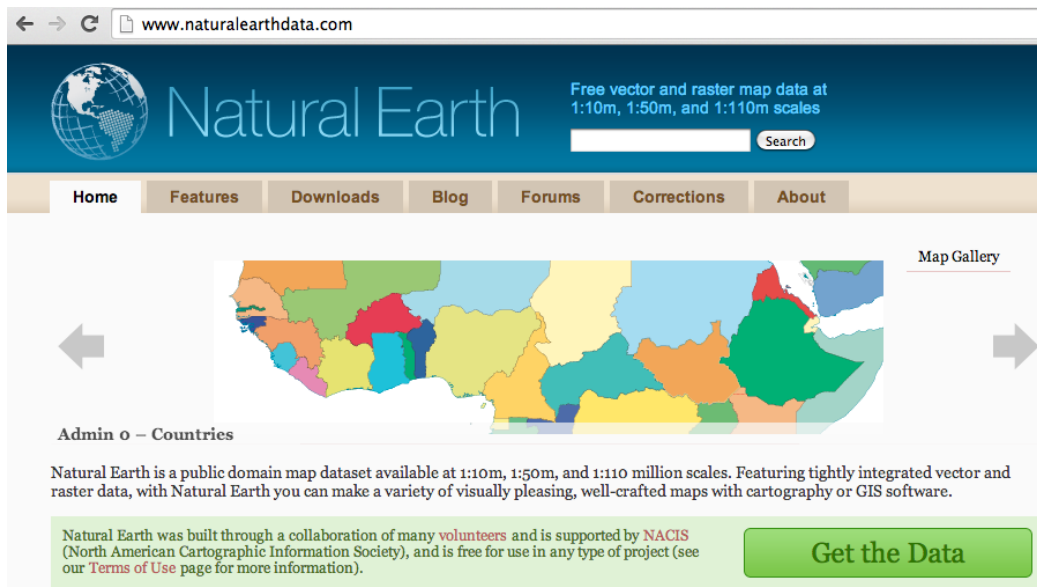 www.naturalearthdata.com
Natural Earth
Free vector and raster map data at
1:10m, 1:50m, and 1:110m scales
Search
Home Features Downloads Blog Forums Corrections About
Map Gallery
Admin 0 – Countries
Natural Earth is a public domain map dataset available at 1:10m, 1:50m, and 1:110 million scales. Featuring tightly integrated vector and
raster data, with Natural Earth you can make a variety of visually pleasing, well-crafted maps with cartography or GIS software.
Natural Earth was built through a collaboration of many volunteers and is supported by NACIS
(North American Cartographic Information Society), and is free for use in any type of project (see
our Terms of Use page for more information).
Get the Data